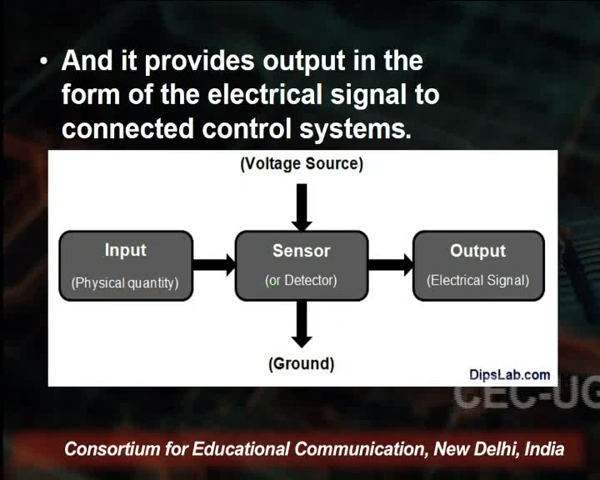 • And it provides output in the
form of the electrical signal to
connected control systems.
(Voltage Source)
Input
(Physical quantity)
Sensor
(or Detector)
Output
(Electrical Signal)
(Ground)
DipsLab.com
CEC-UG
Consortium for Educational Communication, New Delhi, India